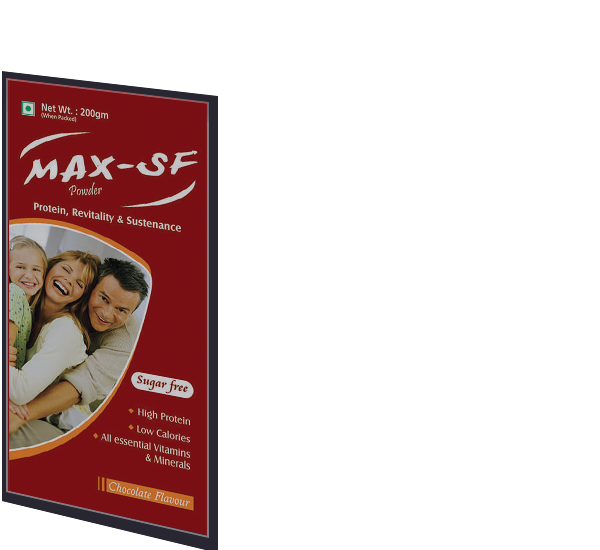 Net Wt. : 200gm
(When Packed)
MAX-SF
Powder
Protein, Revitality & Sustenance
Sugar free
High Protein
Low Calories
All essential Vitamins
& Minerals
Chocolate Flavour